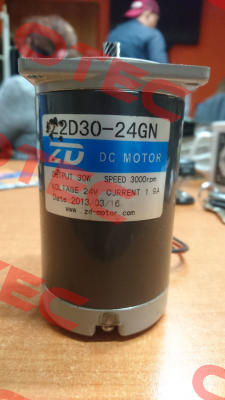 Z2D30-24GN
ZD DC MOTOR
OUTPUT 30W SPEED 3000rpm
VOLTAGE 24V CURRENT 1.9A
Date 2013/03/16
www.zd-motor.com